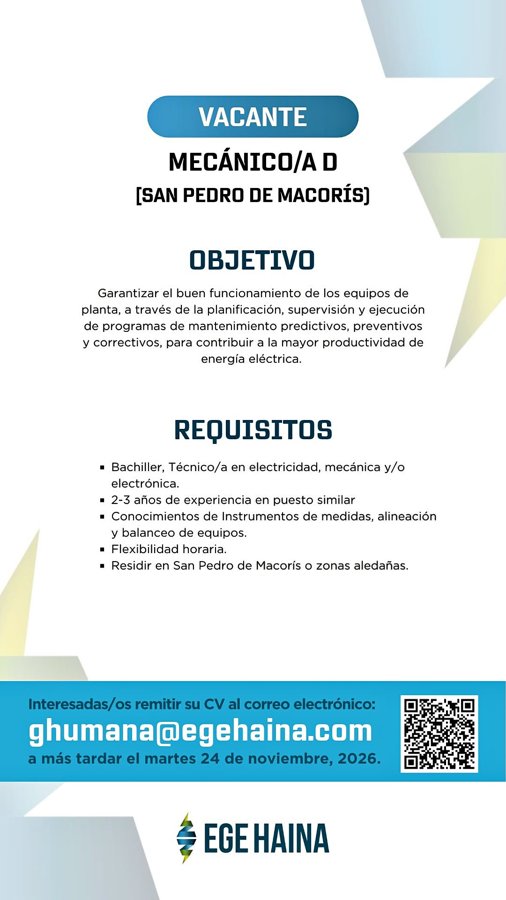 VACANTE
MECÁNICO/A D
[SAN PEDRO DE MACORÍS)
OBJETIVO
Garantizar el buen funcionamiento de los equipos de
planta, a través de la planificación, supervisión y ejecución
de programas de mantenimiento predictivos, preventivos
y correctivos, para contribuir a la mayor productividad de
energía eléctrica.
REQUISITOS
▪ Bachiller, Técnico/a en electricidad, mecánica y/o
electrónica.
▪ 2-3 años de experiencia en puesto similar
▪ Conocimientos de Instrumentos de medidas, alineación
y balanceo de equipos.
▪ Flexibilidad horaria.
▪ Residir en San Pedro de Macorís o zonas aledañas.
Interesadas/os remitir su CV al correo electrónico:
ghumana@egehaina.com
a más tardar el martes 24 de noviembre, 2026.
EGE HAINA